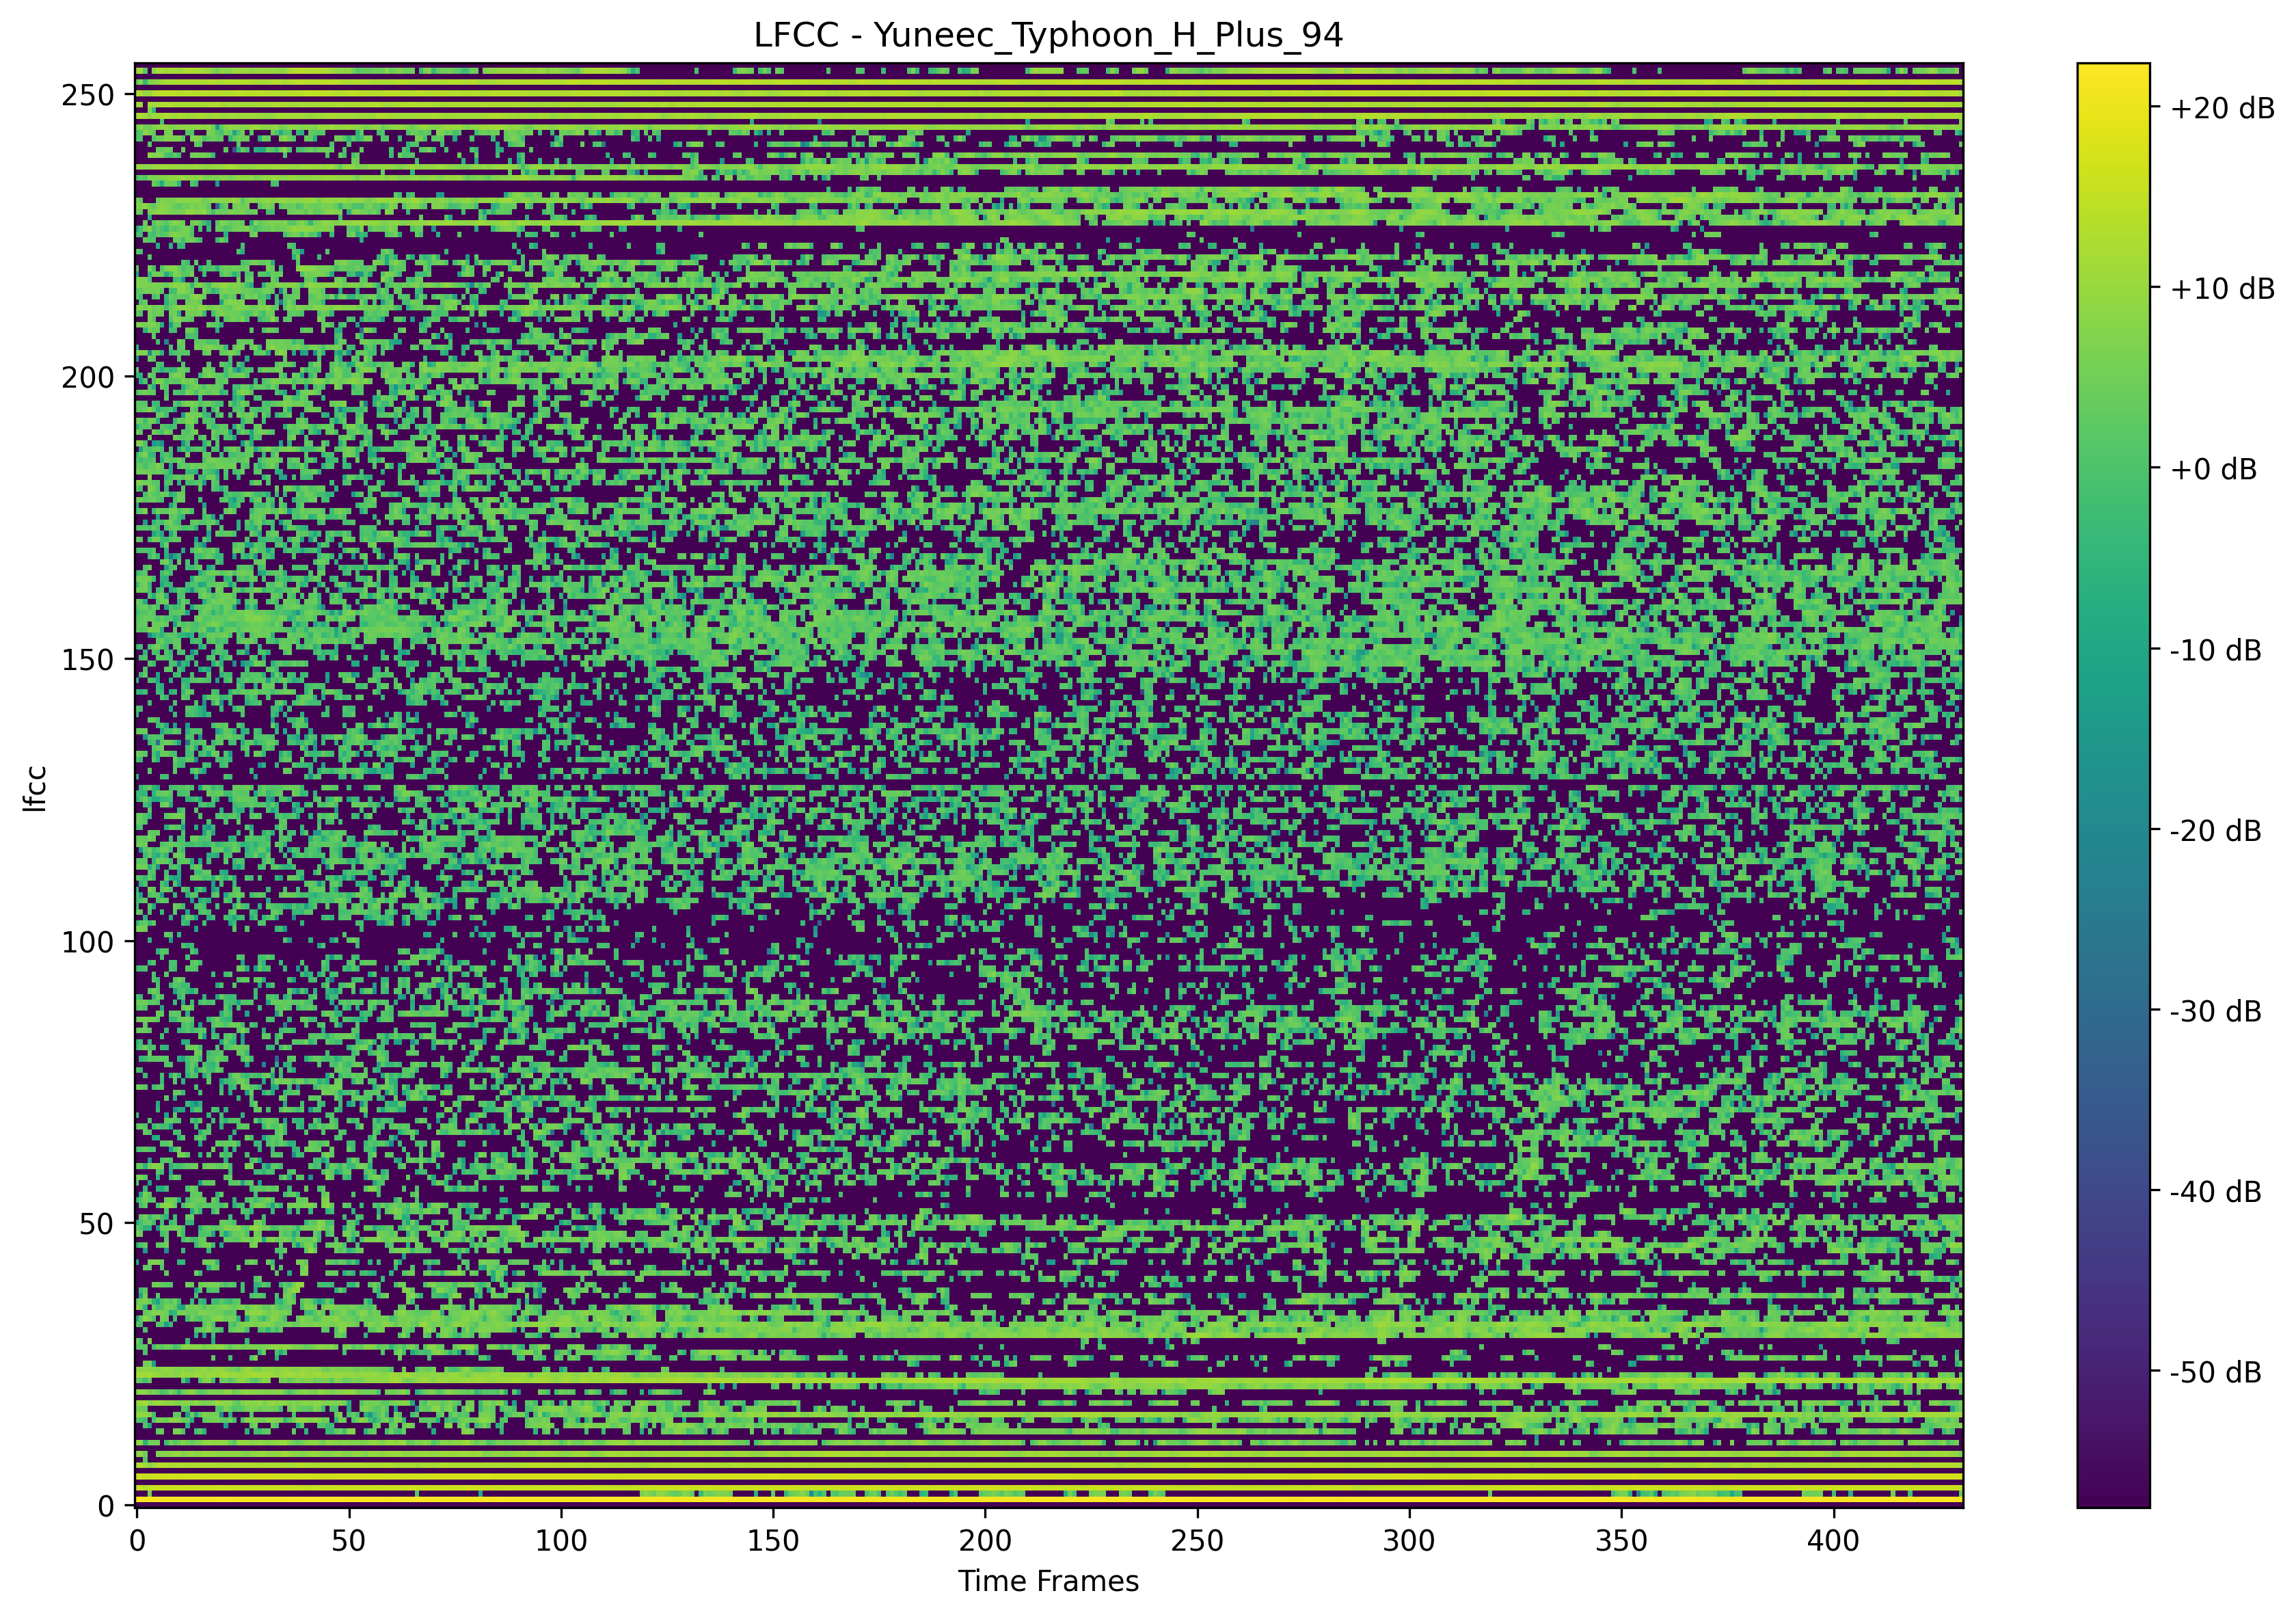 LFCC - Yuneec_Typhoon_H_Plus_94
250
200
150
100
50
0
lfcc
0 50 100 150 200 250 300 350 400
Time Frames
+20 dB
+10 dB
+0 dB
-10 dB
-20 dB
-30 dB
-40 dB
-50 dB